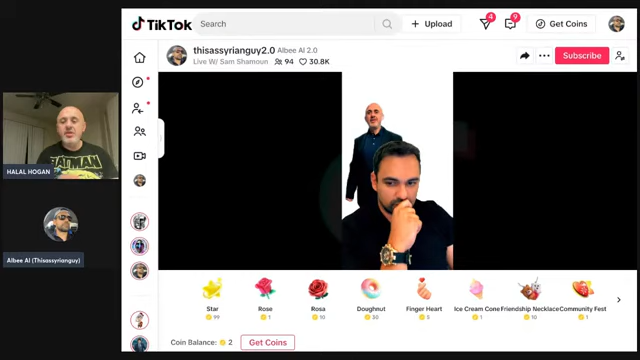 TikTok
Search
Upload
4
9
Get Coins
thisassyrianguy2.0 Albee AI 2.0
Live W/ Sam Shamoun 94 30.8K
Subscribe
BATMAN
HALAL HOGAN
Albee AI (Thisassyrianguy)
Star
99
Rose
1
Rosa
10
Doughnut
30
Finger Heart
5
Ice Cream Cone
1
Friendship Necklace
10
Community Fest
1
Coin Balance: 2 Get Coins